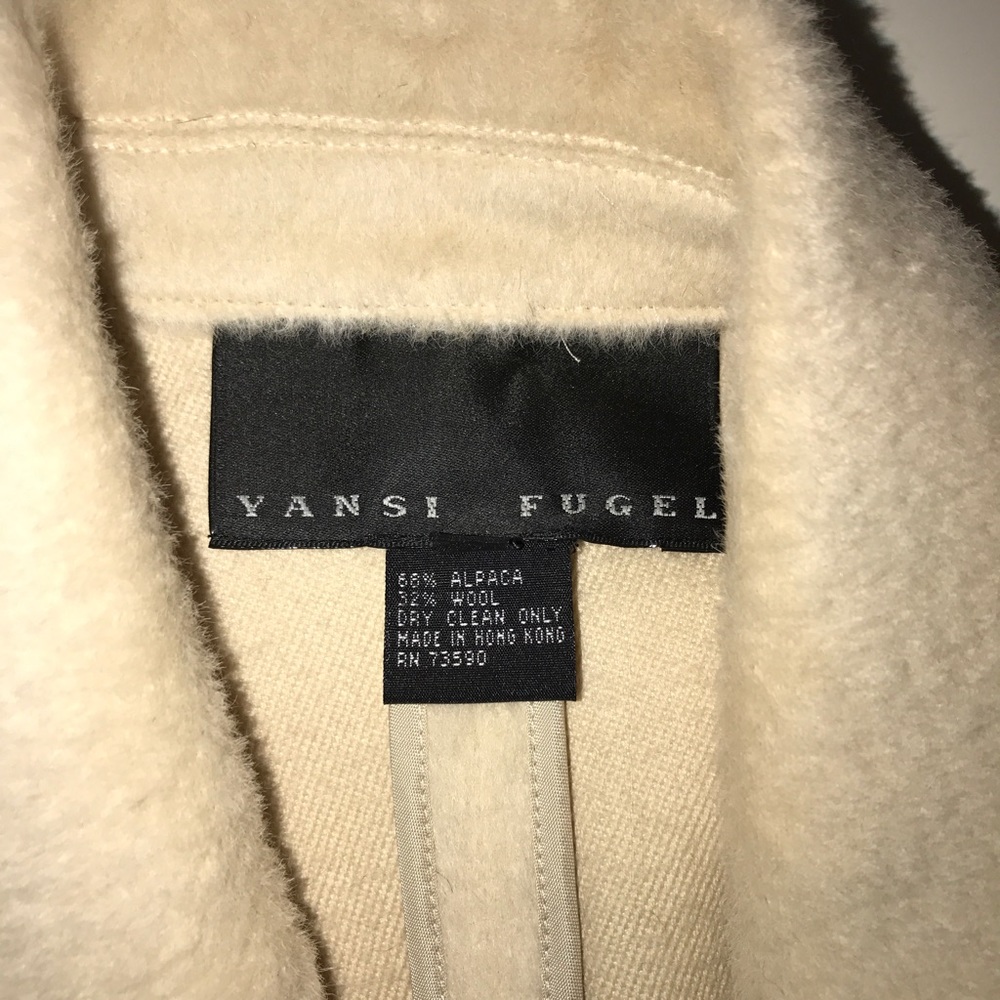 YANSI FUGEL
68% ALPACA
32% WOOL
DRY CLEAN ONLY
MADE IN HONG KONG
RN 73590